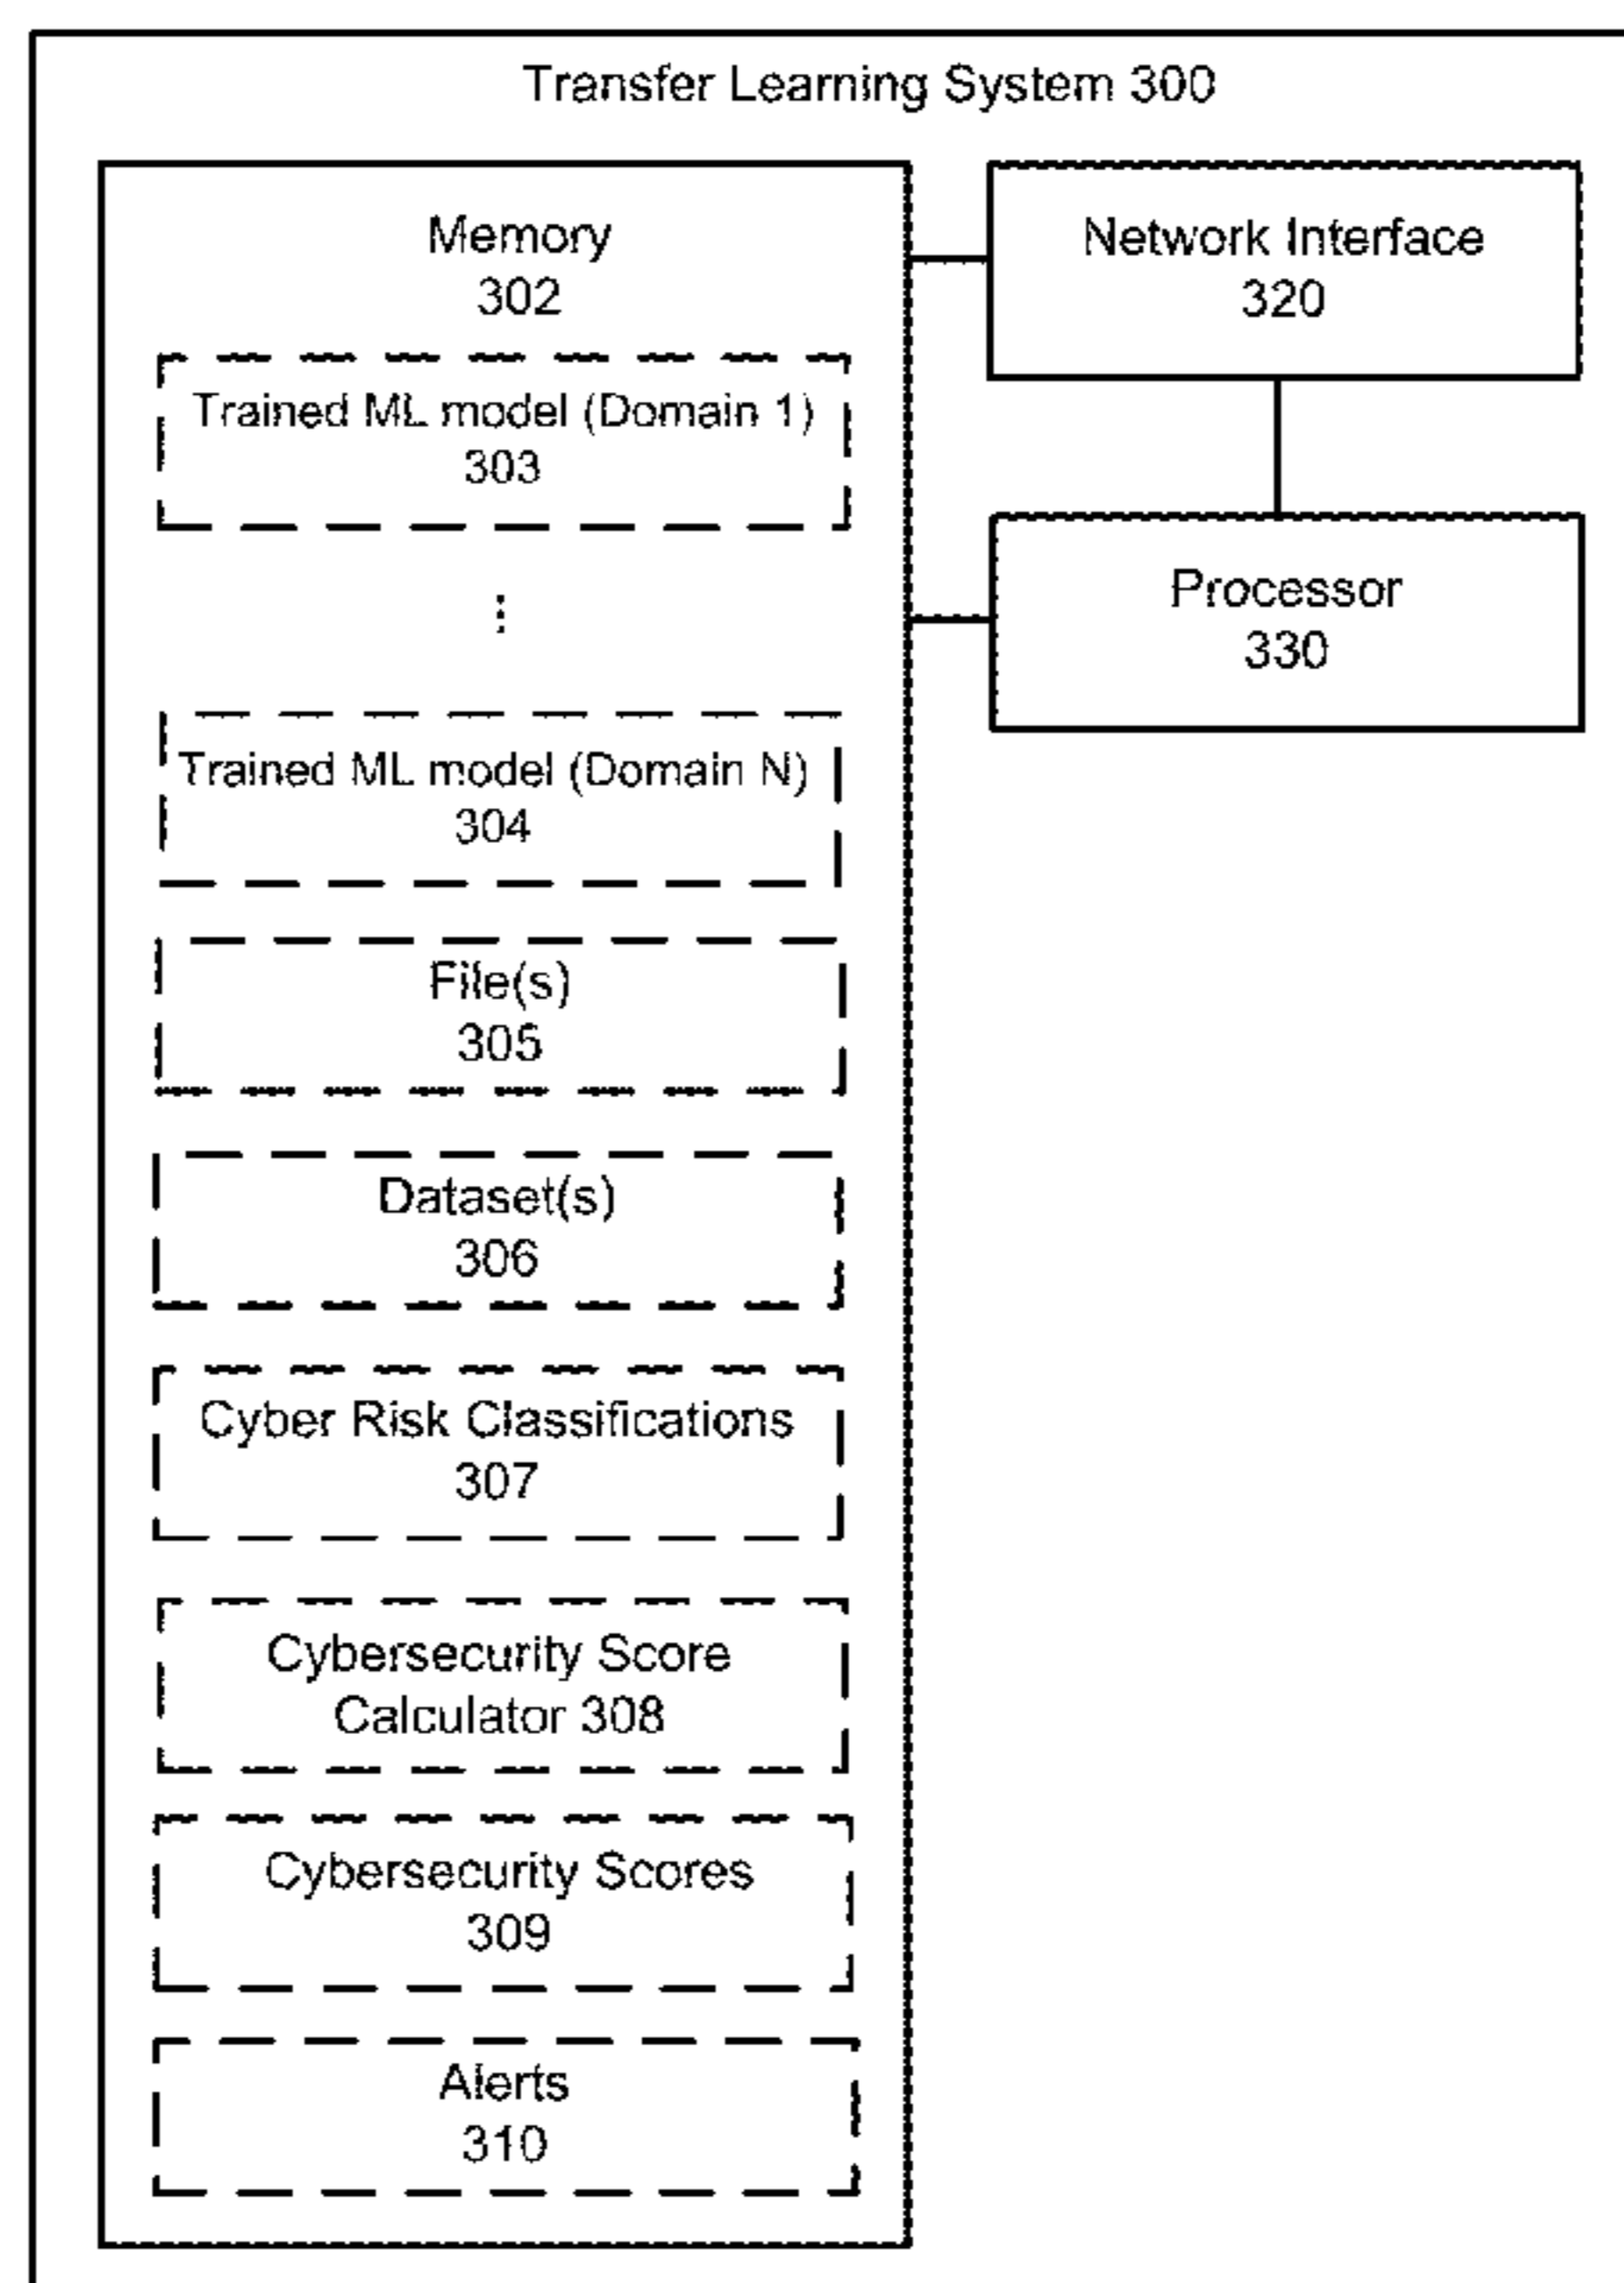 Transfer Learning System 300
Memory
302
Trained ML model (Domain 1)
303
⋮
Trained ML model (Domain N)
304
File(s)
305
Dataset(s)
306
Cyber Risk Classifications
307
Cybersecurity Score
Calculator 308
Cybersecurity Scores
309
Alerts
310
Network Interface
320
Processor
330